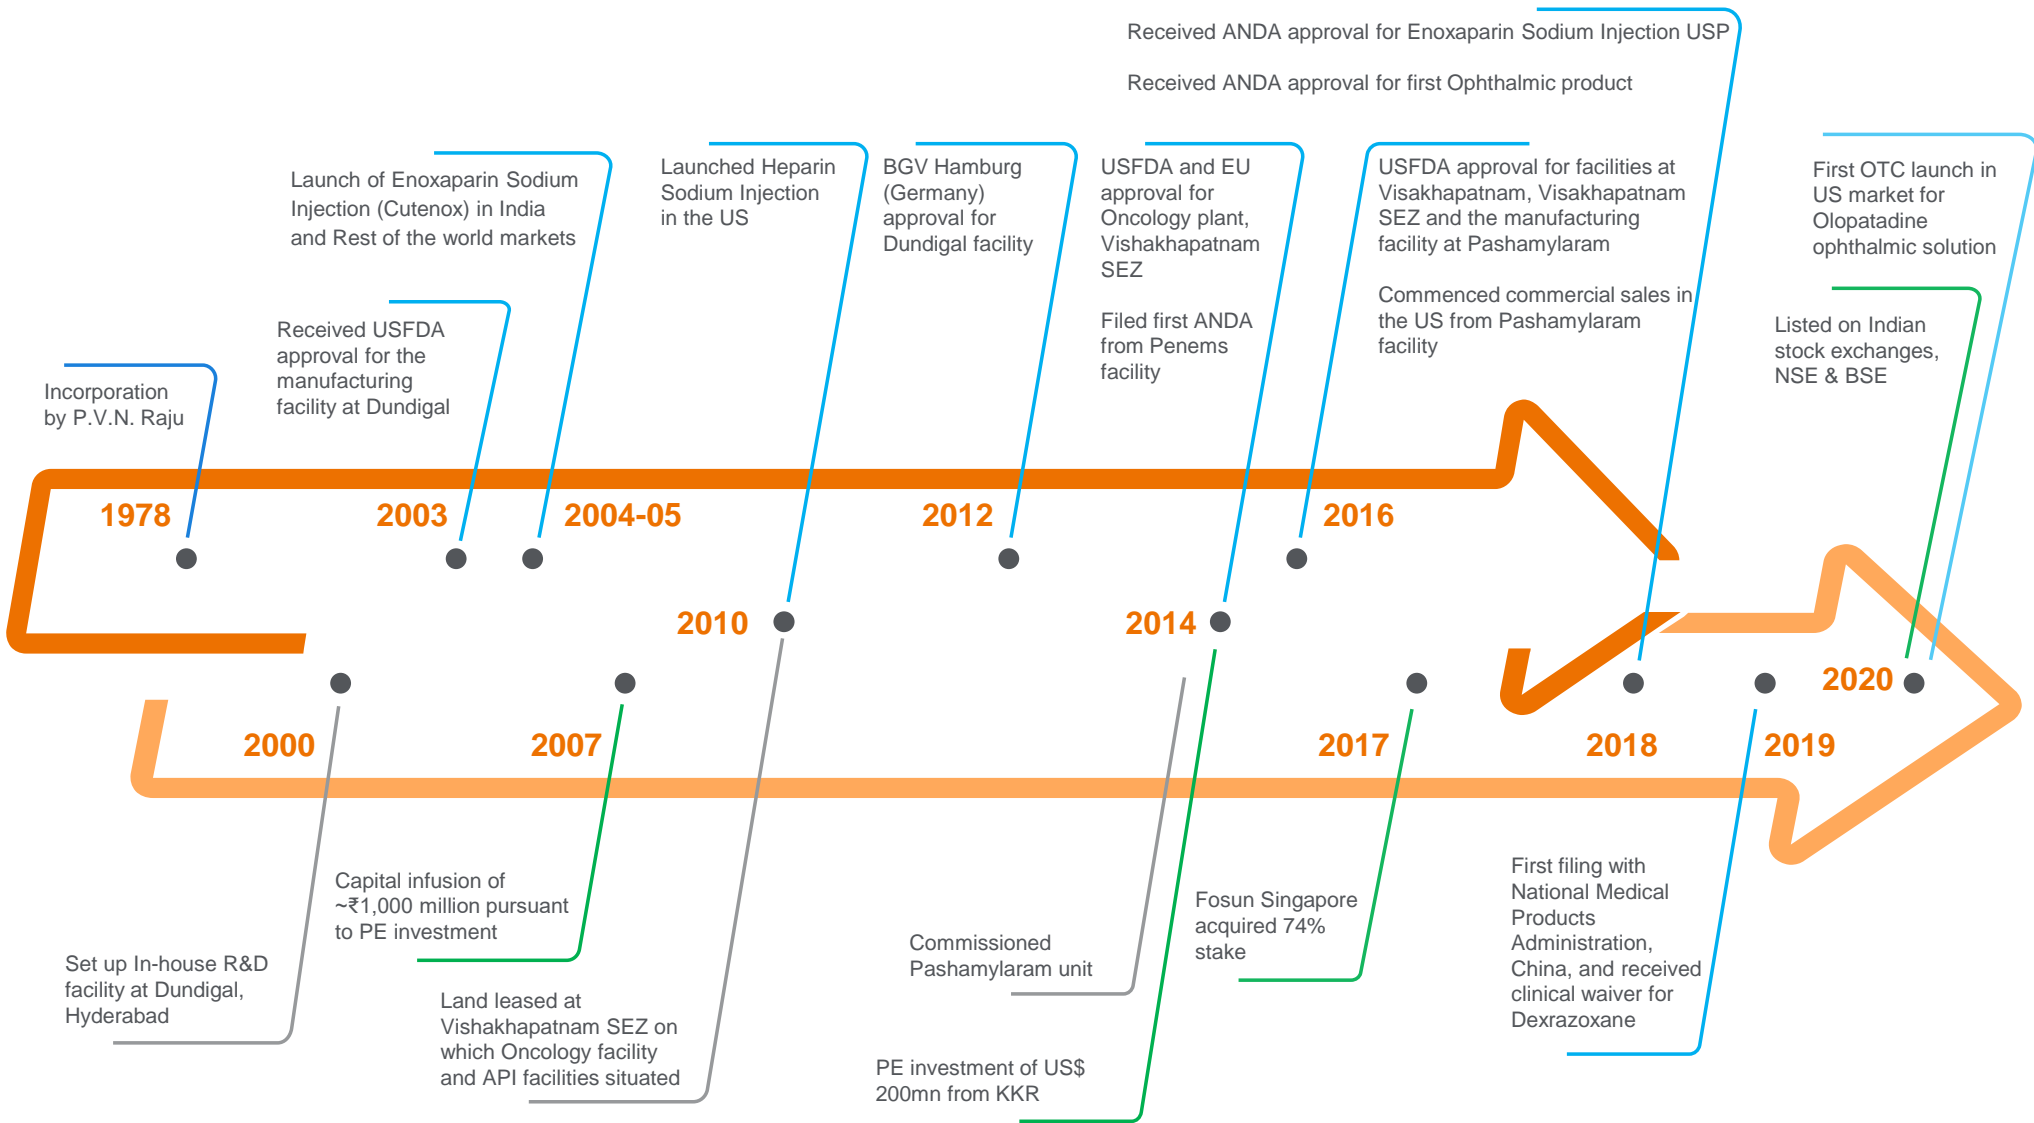 Received ANDA approval for Enoxaparin Sodium Injection USP
Received ANDA approval for first Ophthalmic product
Launch of Enoxaparin Sodium
Injection (Cutenox) in India
and Rest of the world markets
Launched Heparin
Sodium Injection
in the US
BGV Hamburg
(Germany)
approval for
Dundigal facility
USFDA and EU
approval for
Oncology plant,
Vishakhapatnam
SEZ
Filed first ANDA
from Penems
facility
USFDA approval for facilities at
Visakhapatnam, Visakhapatnam
SEZ and the manufacturing
facility at Pashamylaram
Commenced commercial sales in
the US from Pashamylaram
facility
First OTC launch in
US market for
Olopatadine
ophthalmic solution
Listed on Indian
stock exchanges,
NSE & BSE
Received USFDA
approval for the
manufacturing
facility at Dundigal
Incorporation
by P.V.N. Raju
1978
2003
2004-05
2012
2016
2010
2014
2020
2000
2007
2017
2018
2019
Set up In-house R&D
facility at Dundigal,
Hyderabad
Capital infusion of
~₹1,000 million pursuant
to PE investment
Land leased at
Vishakhapatnam SEZ on
which Oncology facility
and API facilities situated
Commissioned
Pashamylaram unit
PE investment of US$
200mn from KKR
Fosun Singapore
acquired 74%
stake
First filing with
National Medical
Products
Administration,
China, and received
clinical waiver for
Dexrazoxane